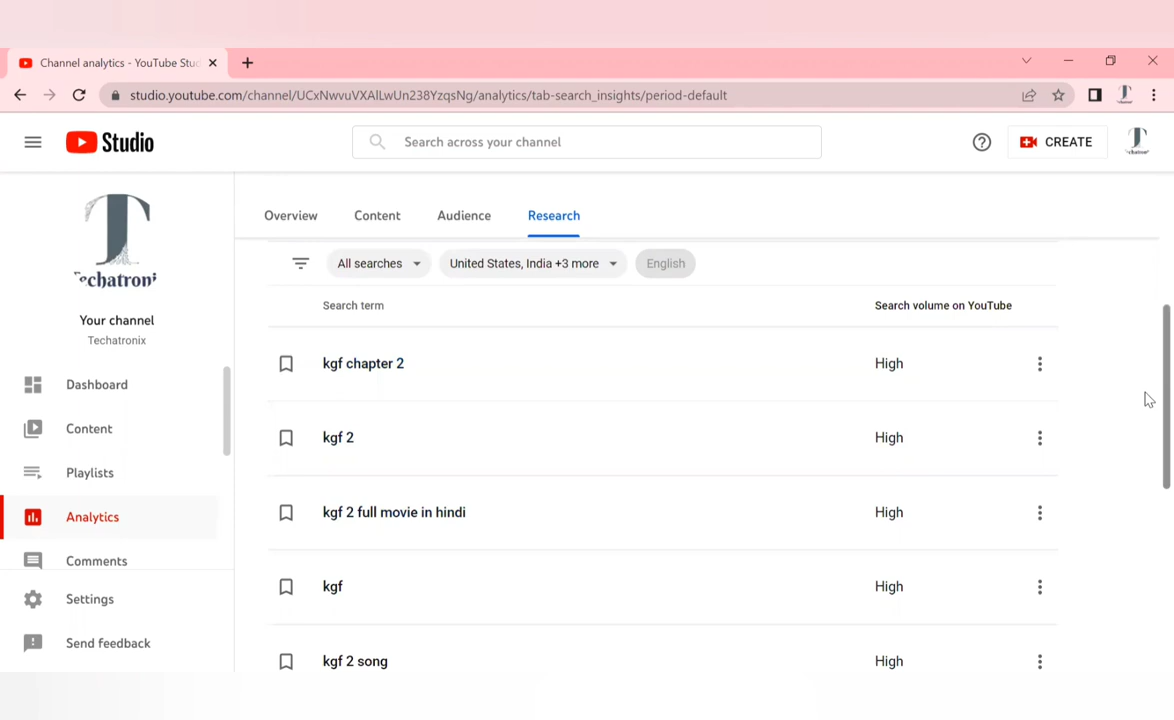 Channel analytics - YouTube Stu
studio.youtube.com/channel/UCxNwvuVXAlLwUn238YzqsNg/analytics/tab-search_insights/period-default
Studio
Search across your channel
CREATE
echatroni
Your channel
Techatronix
Dashboard
Content
Playlists
Analytics
Comments
Settings
Send feedback
Overview Content Audience Research
All searches United States, India +3 more English
Search term Search volume on YouTube
kgf chapter 2 High
kgf 2 High
kgf 2 full movie in hindi High
kgf High
kgf 2 song High